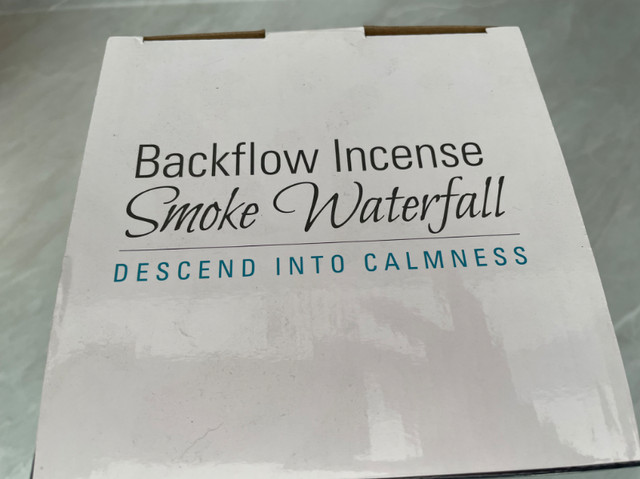 Backflow Incense
Smoke Waterfall
DESCEND INTO CALMNESS